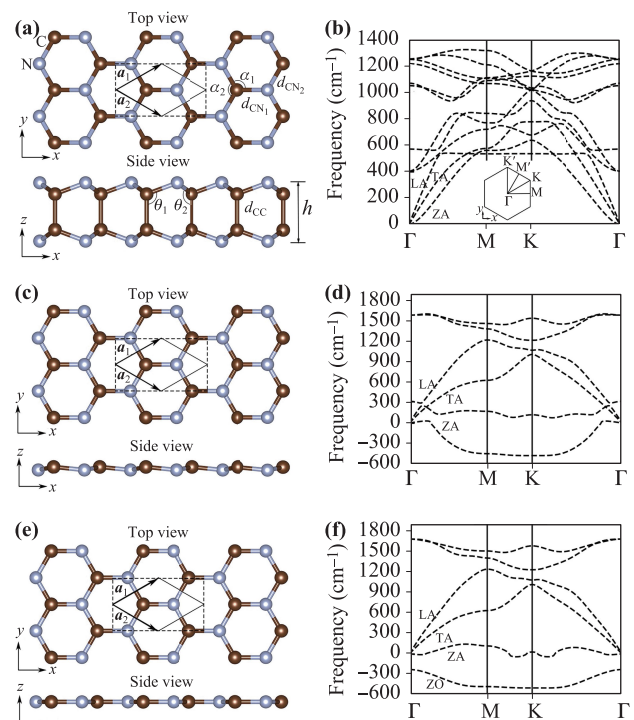 (a)
Top view
C
N
a₁
a₂
α₁
α₂
d_CN₁
d_CN₂
y
x
Side view
θ₁
θ₂
d_CC
h
z
x
(b)
Frequency (cm⁻¹)
1400
1200
1000
800
600
400
200
0
LA
TA
ZA
K′
M′
K
M
Γ
y
x
Γ M K Γ
(c)
Top view
a₁
a₂
y
x
Side view
z
x
(d)
Frequency (cm⁻¹)
1800
1500
1200
900
600
300
0
−300
−600
LA
TA
ZA
Γ M K Γ
(e)
Top view
a₁
a₂
y
x
Side view
z
(f)
Frequency (cm⁻¹)
1800
1500
1200
900
600
300
0
−300
−600
LA
TA
ZA
ZO
Γ M K Γ